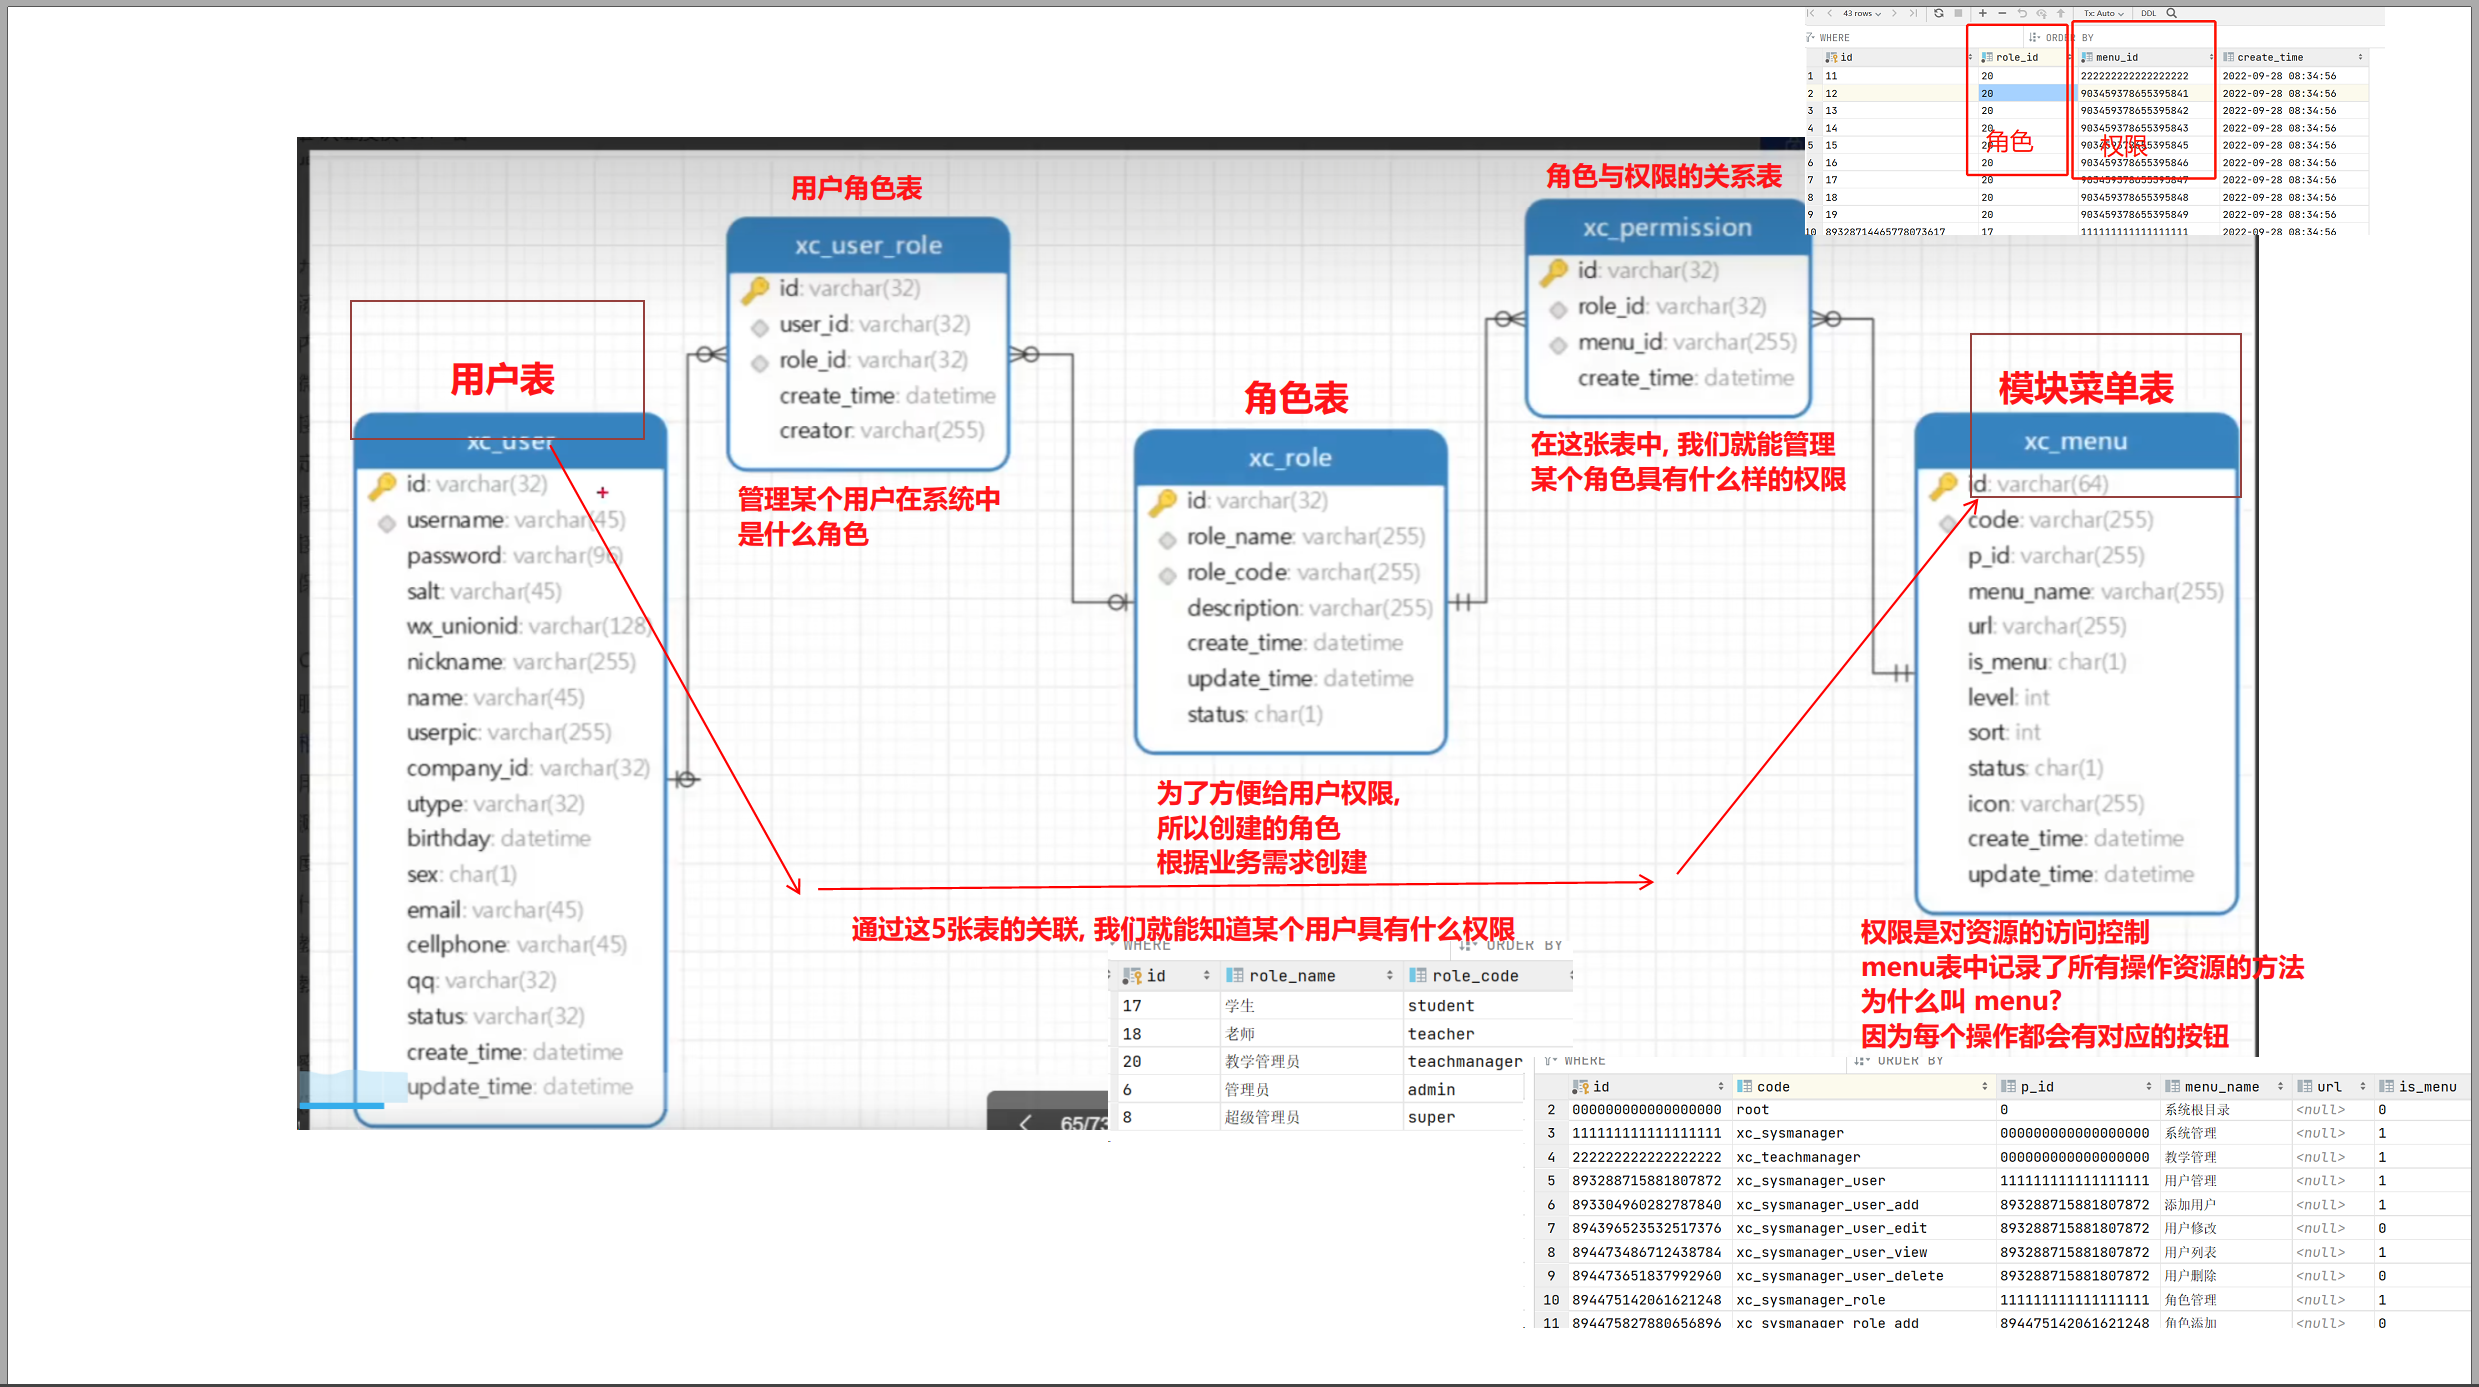 43 rows
Tx: Auto
DDL
WHERE
ORDER BY
id
role_id
menu_id
create_time
1 11 20 222222222222222222 2022-09-28 08:34:56
2 12 20 903459378655395841 2022-09-28 08:34:56
3 13 20 903459378655395842 2022-09-28 08:34:56
4 14 20 903459378655395843 2022-09-28 08:34:56
5 15 20 903459378655395845 2022-09-28 08:34:56
6 16 20 903459378655395846 2022-09-28 08:34:56
7 17 20 903459378655395847 2022-09-28 08:34:56
8 18 20 903459378655395848 2022-09-28 08:34:56
9 19 20 903459378655395849 2022-09-28 08:34:56
10 893287144657780736​17 17 111111111111111111 2022-09-28 08:34:56
角色
权限
用户表
xc_user
id: varchar(32)
username: varchar(45)
password: varchar(96)
salt: varchar(45)
wx_unionid: varchar(128)
nickname: varchar(255)
name: varchar(45)
userpic: varchar(255)
company_id: varchar(32)
utype: varchar(32)
birthday: datetime
sex: char(1)
email: varchar(45)
cellphone: varchar(45)
qq: varchar(32)
status: varchar(32)
create_time: datetime
update_time: datetime
用户角色表
xc_user_role
id: varchar(32)
user_id: varchar(32)
role_id: varchar(32)
create_time: datetime
creator: varchar(255)
管理某个用户在系统中
是什么角色
角色表
xc_role
id: varchar(32)
role_name: varchar(255)
role_code: varchar(255)
description: varchar(255)
create_time: datetime
update_time: datetime
status: char(1)
为了方便给用户权限,
所以创建的角色
根据业务需求创建
角色与权限的关系表
xc_permission
id: varchar(32)
role_id: varchar(32)
menu_id: varchar(255)
create_time: datetime
在这张表中, 我们就能管理
某个角色具有什么样的权限
模块菜单表
xc_menu
id: varchar(64)
code: varchar(255)
p_id: varchar(255)
menu_name: varchar(255)
url: varchar(255)
is_menu: char(1)
level: int
sort: int
status: char(1)
icon: varchar(255)
create_time: datetime
update_time: datetime
权限是对资源的访问控制
menu表中记录了所有操作资源的方法
为什么叫 menu?
因为每个操作都会有对应的按钮
通过这5张表的关联, 我们就能知道某个用户具有什么权限
WHERE
ORDER BY
id role_name role_code
17 学生 student
18 老师 teacher
20 教学管理员 teachmanager
6 管理员 admin
8 超级管理员 super
65/73
WHERE
ORDER BY
id code p_id menu_name url is_menu
2 000000000000000000 root 0 系统根目录 <null> 0
3 111111111111111111 xc_sysmanager 000000000000000000 系统管理 <null> 1
4 222222222222222222 xc_teachmanager 000000000000000000 教学管理 <null> 1
5 893288715881807872 xc_sysmanager_user 111111111111111111 用户管理 <null> 1
6 893304960282787840 xc_sysmanager_user_add 893288715881807872 添加用户 <null> 1
7 894396523532517376 xc_sysmanager_user_edit 893288715881807872 用户修改 <null> 0
8 894473486712438784 xc_sysmanager_user_view 893288715881807872 用户列表 <null> 1
9 894473651837992960 xc_sysmanager_user_delete 893288715881807872 用户删除 <null> 0
10 894475142061621248 xc_sysmanager_role 111111111111111111 角色管理 <null> 1
11 894475827880656896 xc_sysmanager_role_add 894475142061621248 角色添加 <null> 0